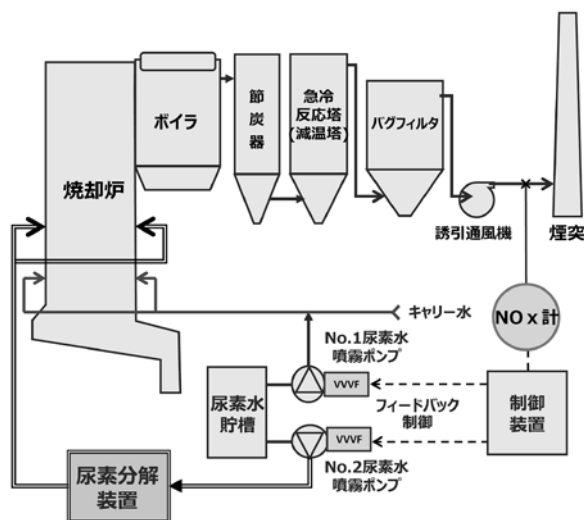 ボイラ
節
炭
器
急冷
反応塔
(減温塔)
バグフィルタ
焼却炉
誘引通風機
煙突
キャリー水
NOx計
No.1尿素水
噴霧ポンプ
VVVF
尿素水
貯槽
フィードバック
制御
制御
装置
VVVF
No.2尿素水
噴霧ポンプ
尿素分解
装置